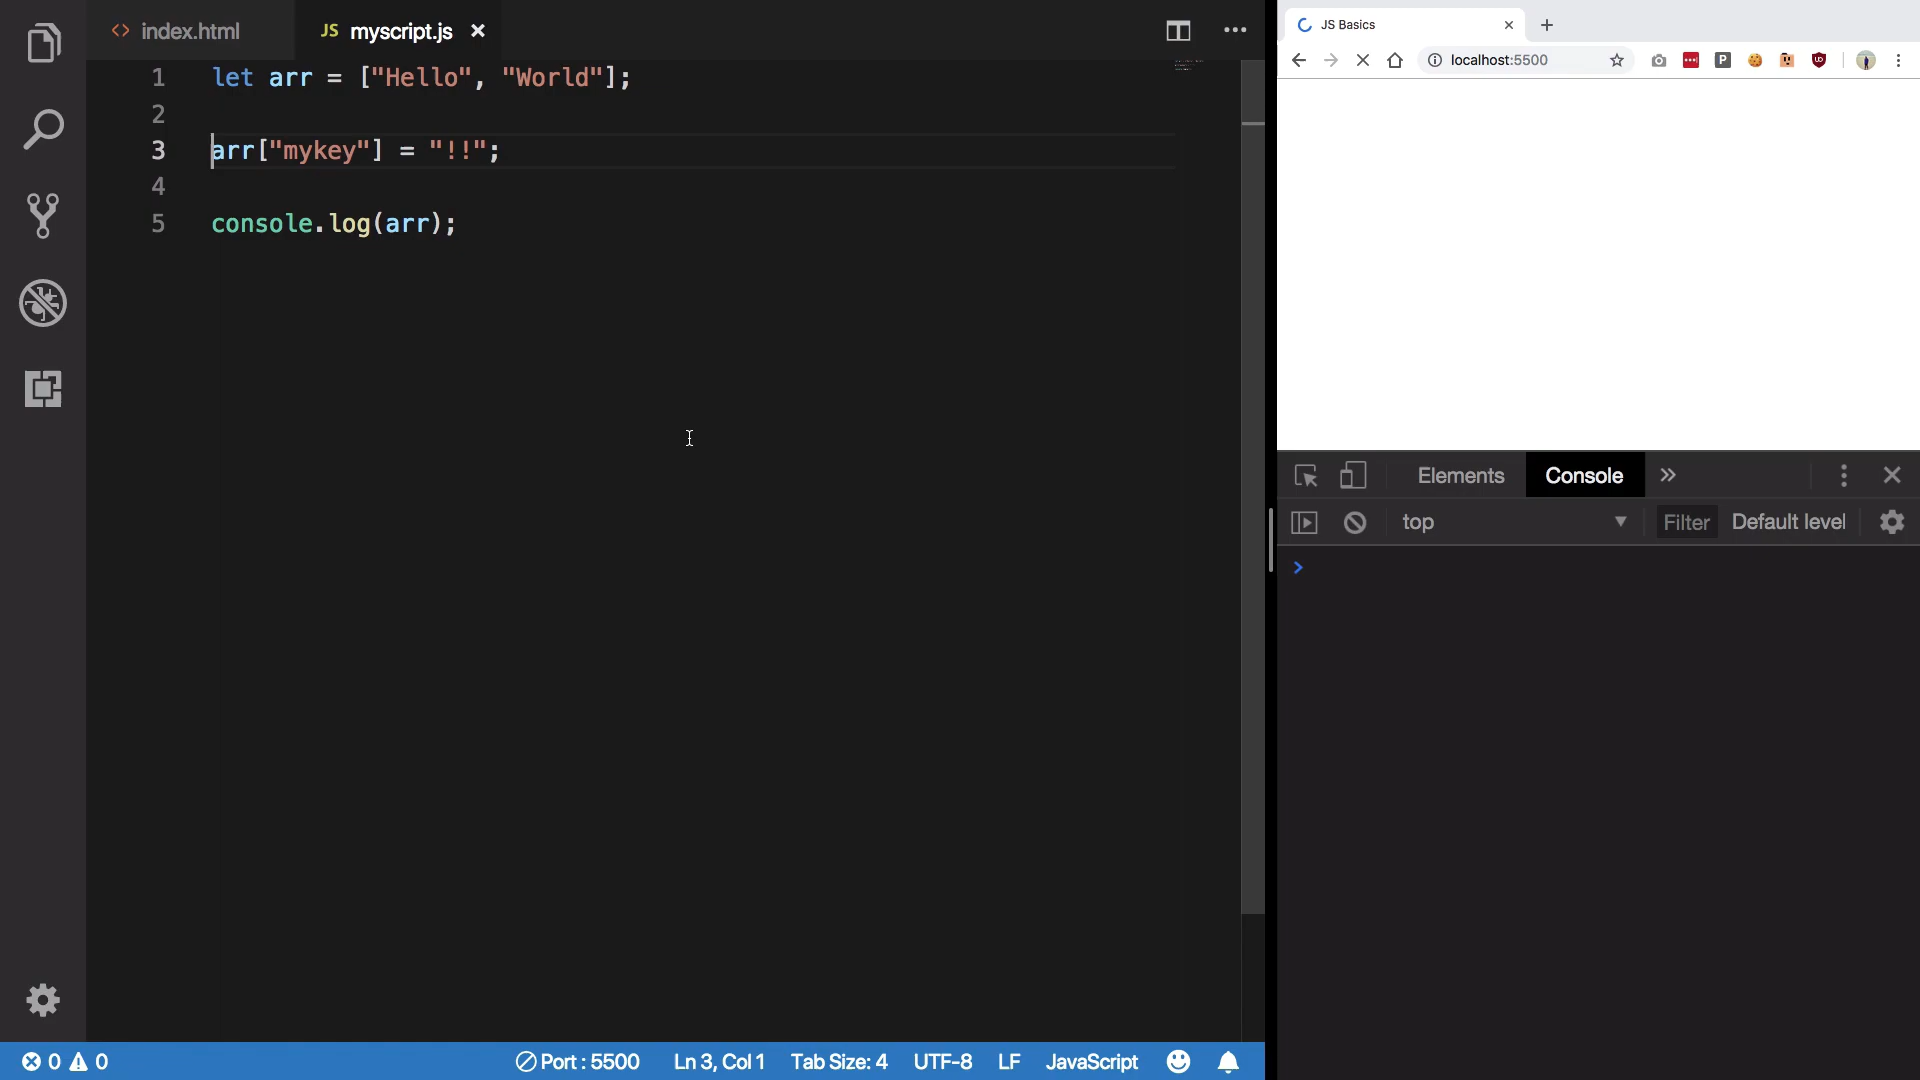 index.html
JS myscript.js
1 let arr = ["Hello", "World"];
2
3 arr["mykey"] = "!!";
4
5 console.log(arr);
0 0
Port : 5500
Ln 3, Col 1
Tab Size: 4
UTF-8
LF
JavaScript
JS Basics
localhost:5500
P
Elements
Console
top
Filter
Default level